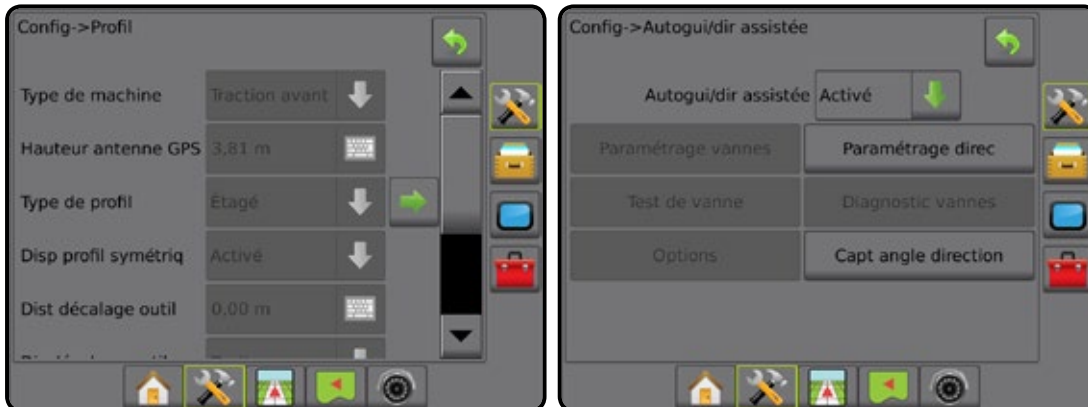 Config->Profil
Type de machine Traction avant
Hauteur antenne GPS 3,81 m
Type de profil Étagé
Disp profil symétriq Activé
Dist décalage outil 0,00 m
Config->Autogui/dir assistée
Autogui/dir assistée Activé
Paramétrage vannes Paramétrage direc
Test de vanne Diagnostic vannes
Options Capt angle direction